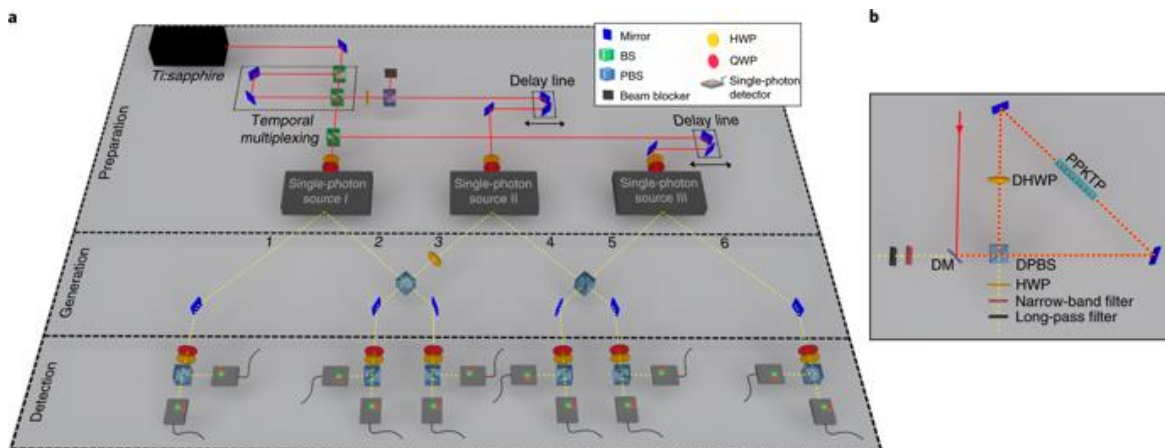 a
Ti:sapphire
Temporal
multiplexing
Delay line
Delay line
Mirror
BS
PBS
Beam blocker
HWP
QWP
Single-photon
detector
Preparation
Single-photon
source I
Single-photon
source II
Single-photon
source III
1
2
3
4
5
6
Generation
Detection
b
DHWP
PPKTP
DM
DPBS
HWP
Narrow-band filter
Long-pass filter